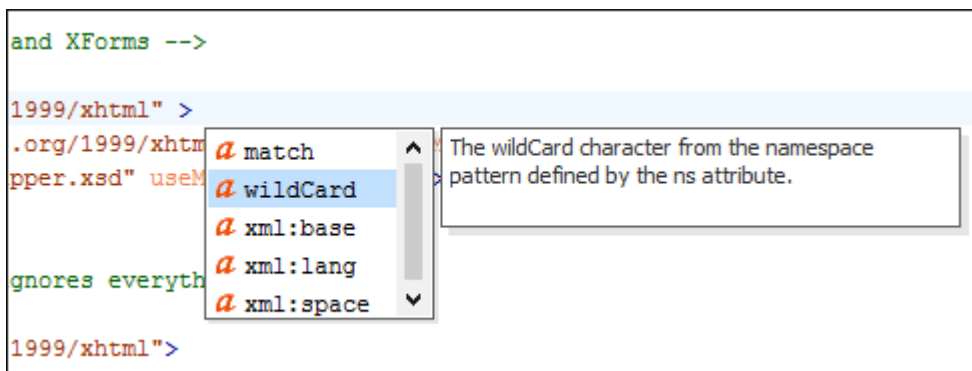 and XForms -->
1999/xhtml" >
.org/1999/xhtm
pper.xsd" useM
match
wildCard
xml:base
xml:lang
xml:space
The wildCard character from the namespace
pattern defined by the ns attribute.
gnores everyth
1999/xhtml">